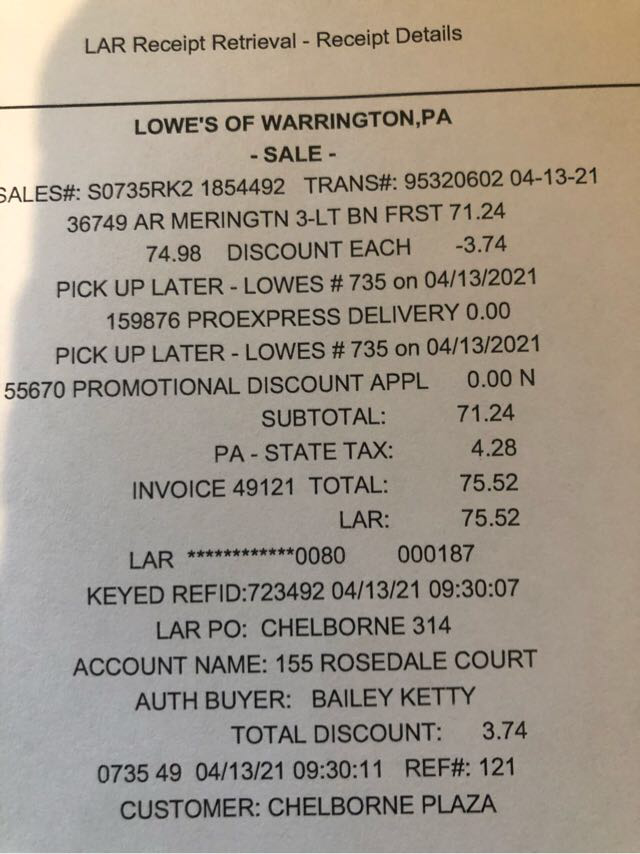 LAR Receipt Retrieval - Receipt Details
LOWE'S OF WARRINGTON,PA
- SALE -
SALES#: S0735RK2 1854492 TRANS#: 95320602 04-13-21
36749 AR MERINGTN 3-LT BN FRST 71.24
74.98 DISCOUNT EACH -3.74
PICK UP LATER - LOWES # 735 on 04/13/2021
159876 PROEXPRESS DELIVERY 0.00
PICK UP LATER - LOWES # 735 on 04/13/2021
55670 PROMOTIONAL DISCOUNT APPL 0.00 N
SUBTOTAL: 71.24
PA - STATE TAX: 4.28
INVOICE 49121 TOTAL: 75.52
LAR: 75.52
LAR ************0080 000187
KEYED REFID:723492 04/13/21 09:30:07
LAR PO: CHELBORNE 314
ACCOUNT NAME: 155 ROSEDALE COURT
AUTH BUYER: BAILEY KETTY
TOTAL DISCOUNT: 3.74
0735 49 04/13/21 09:30:11 REF#: 121
CUSTOMER: CHELBORNE PLAZA